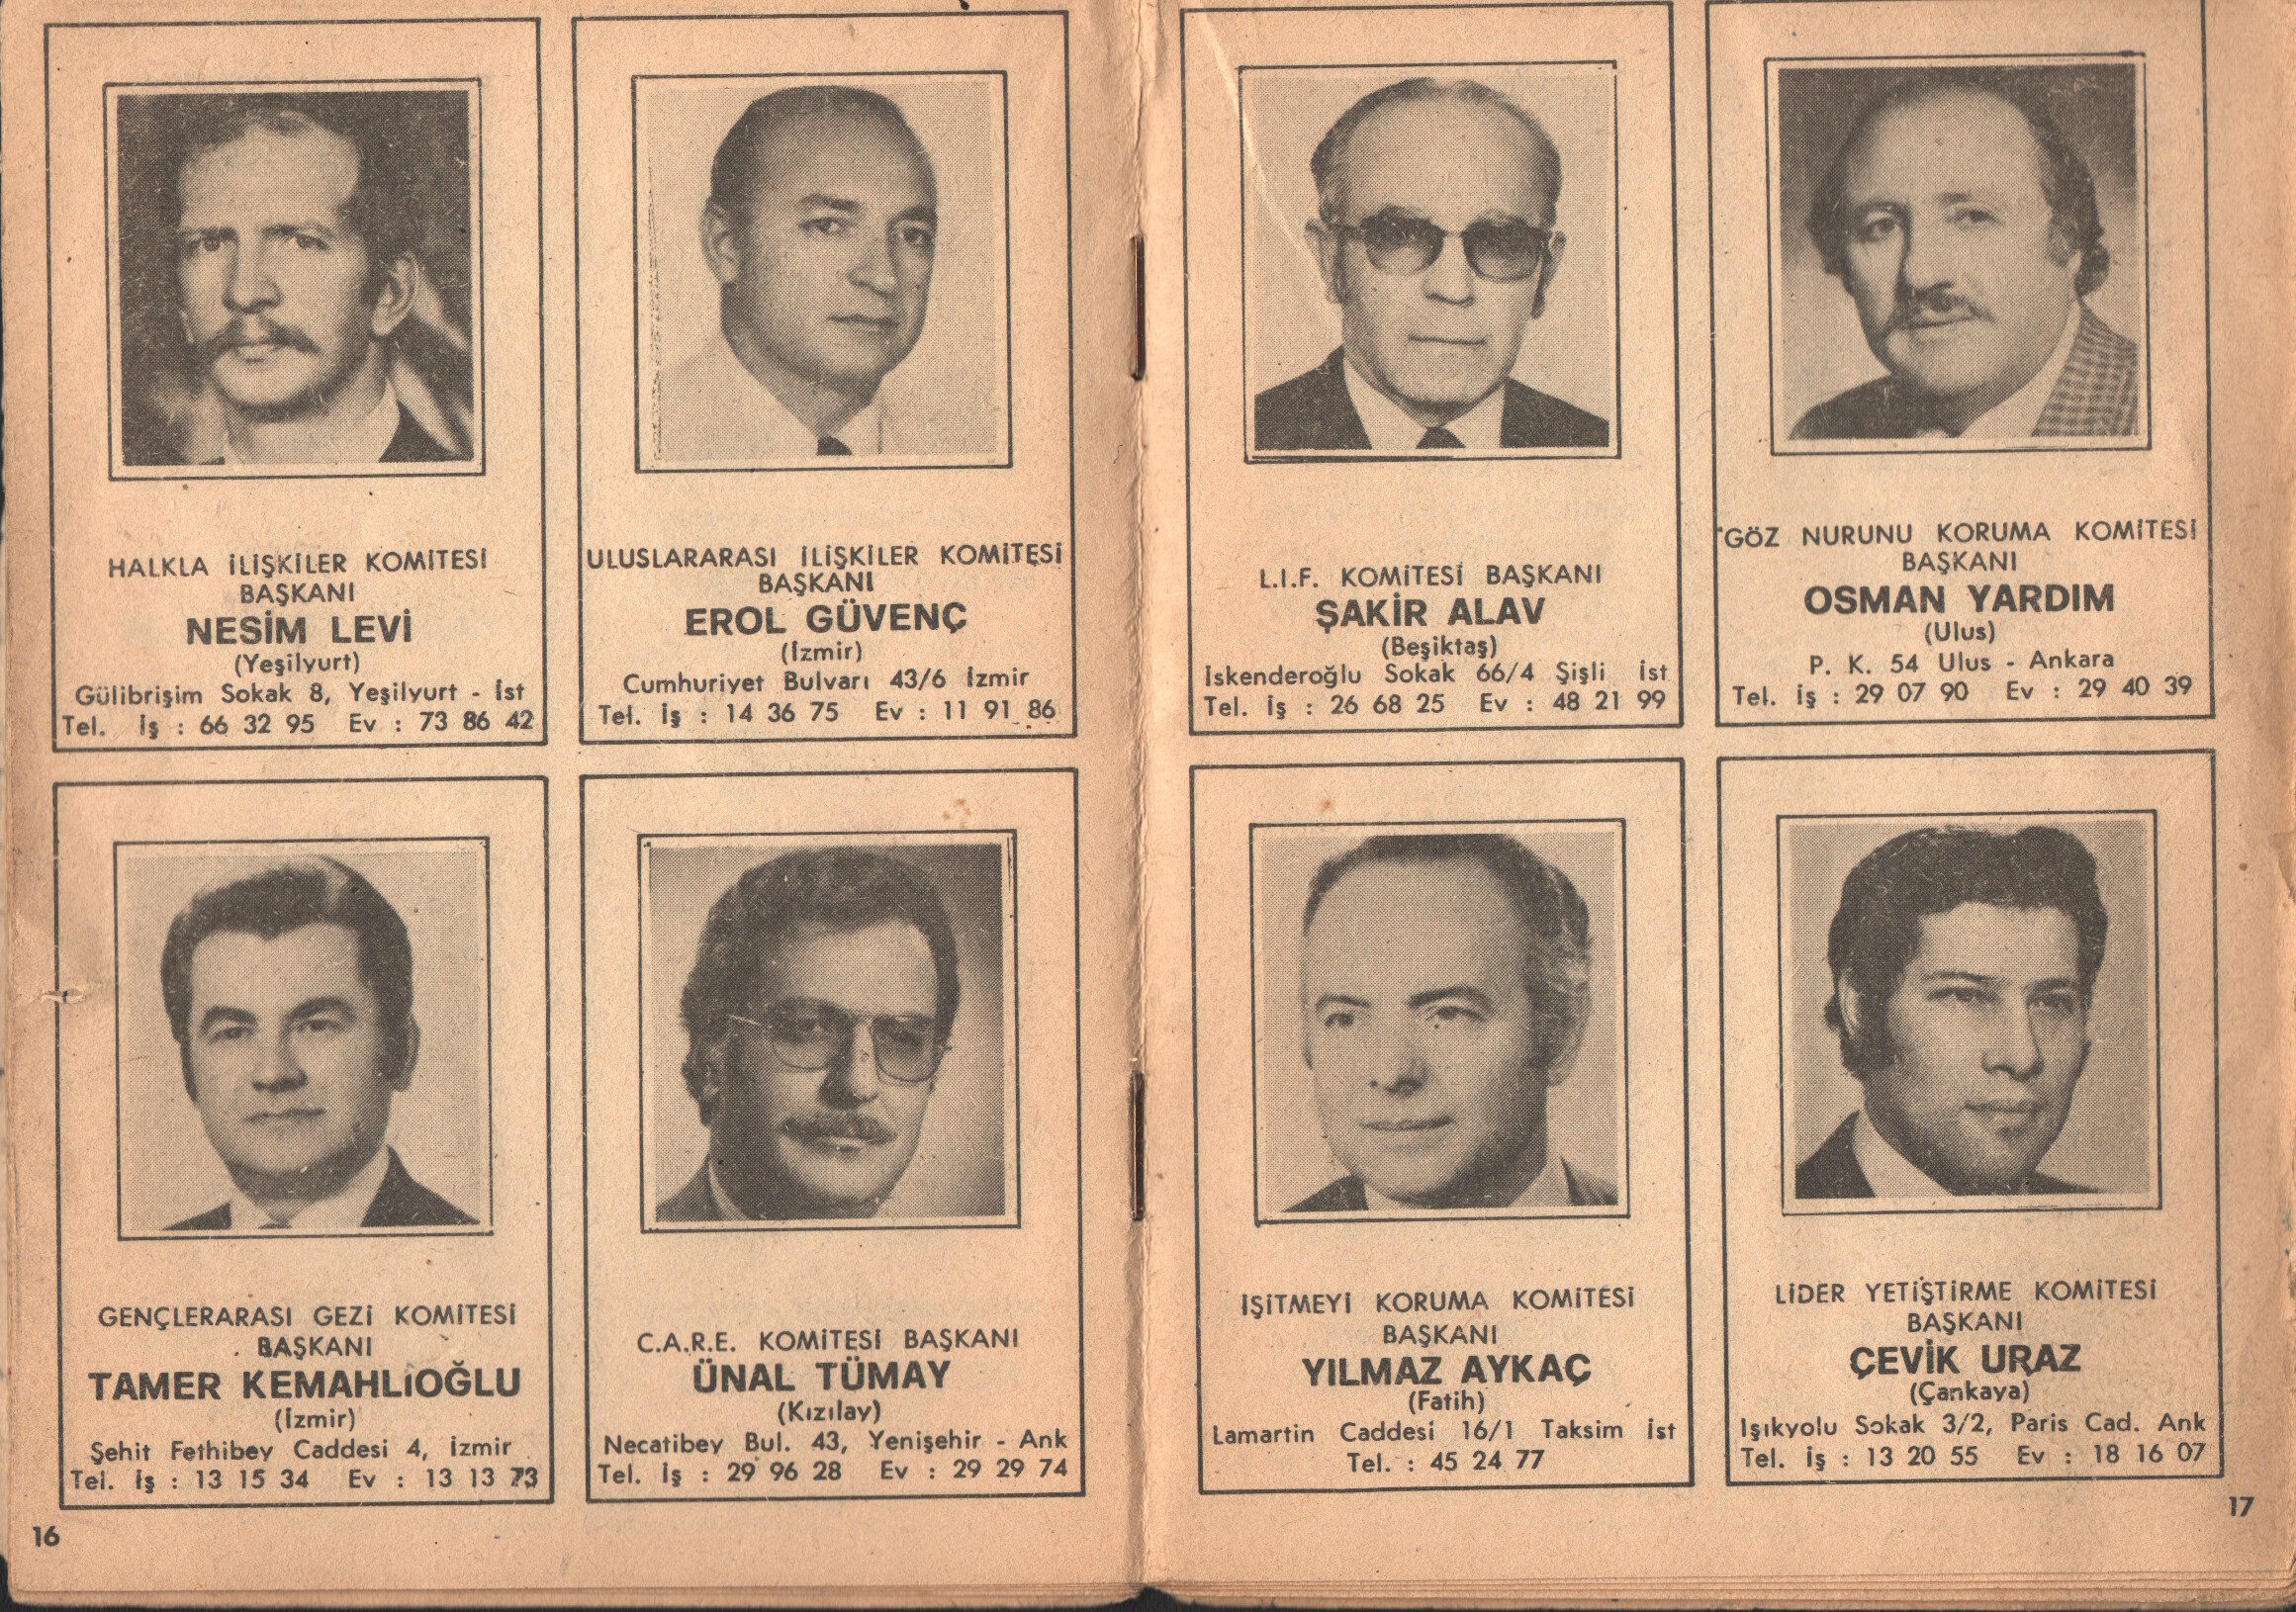 HALKLA İLİŞKİLER KOMİTESİ
BAŞKANI
NESİM LEVİ
(Yeşilyurt)
Gülibrişim Sokak 8, Yeşilyurt - İst
Tel. İş : 66 32 95 Ev : 73 86 42
ULUSLARARASI İLİŞKİLER KOMİTESİ
BAŞKANI
EROL GÜVENÇ
(İzmir)
Cumhuriyet Bulvarı 43/6 İzmir
Tel. İş : 14 36 75 Ev : 11 91 86
GENÇLERARASI GEZİ KOMİTESİ
BAŞKANI
TAMER KEMAHLIOĞLU
(İzmir)
Şehit Fethibey Caddesi 4, İzmir
Tel. İş : 13 15 34 Ev : 13 13 73
C.A.R.E. KOMİTESİ BAŞKANI
ÜNAL TÜMAY
(Kızılay)
Necatibey Bul. 43, Yenişehir - Ank
Tel. İş : 29 96 28 Ev : 29 29 74
16
L.I.F. KOMİTESİ BAŞKANI
ŞAKİR ALAV
(Beşiktaş)
İskenderoğlu Sokak 66/4 Şişli İst
Tel. İş : 26 68 25 Ev : 48 21 99
GÖZ NURUNU KORUMA KOMİTESİ
BAŞKANI
OSMAN YARDIM
(Ulus)
P. K. 54 Ulus - Ankara
Tel. İş : 29 07 90 Ev : 29 40 39
İŞİTMEYİ KORUMA KOMİTESİ
BAŞKANI
YILMAZ AYKAÇ
(Fatih)
Lamartin Caddesi 16/1 Taksim İst
Tel. : 45 24 77
LİDER YETİŞTİRME KOMİTESİ
BAŞKANI
ÇEVİK URAZ
(Çankaya)
Işıkyolu Sokak 3/2, Paris Cad. Ank
Tel. İş : 13 20 55 Ev : 18 16 07
17